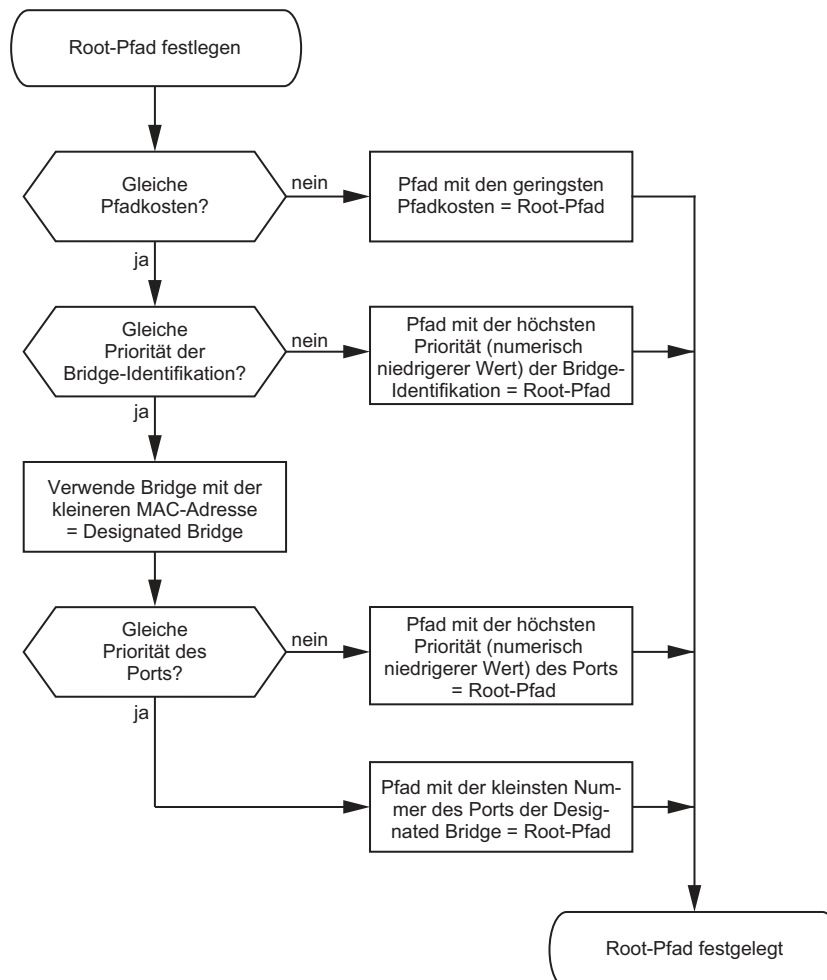 Root-Pfad festlegen
Gleiche
Pfadkosten?
nein
Pfad mit den geringsten
Pfadkosten = Root-Pfad
ja
Gleiche
Priorität der
Bridge-Identifikation?
nein
Pfad mit der höchsten
Priorität (numerisch
niedrigerer Wert) der Bridge-
Identifikation = Root-Pfad
ja
Verwende Bridge mit der
kleineren MAC-Adresse
= Designated Bridge
Gleiche
Priorität des
Ports?
nein
Pfad mit der höchsten
Priorität (numerisch
niedrigerer Wert) des Ports
= Root-Pfad
ja
Pfad mit der kleinsten Num-
mer des Ports der Desig-
nated Bridge = Root-Pfad
Root-Pfad festgelegt